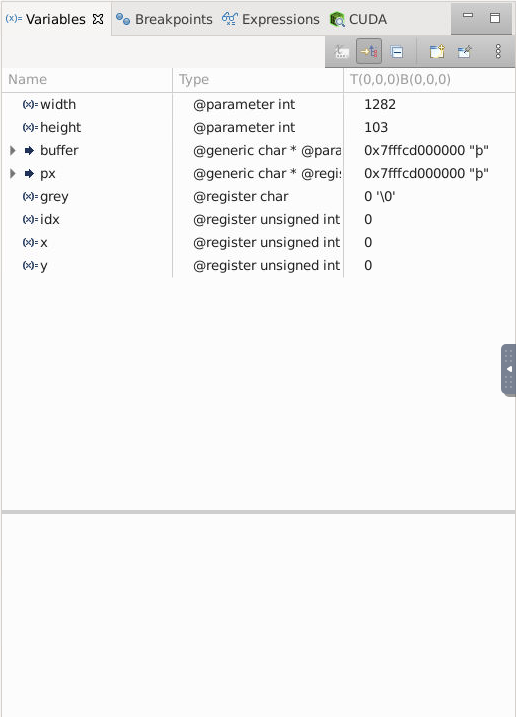 (x)= Variables Breakpoints Expressions CUDA
Name Type T(0,0,0)B(0,0,0)
(x)= width @parameter int 1282
(x)= height @parameter int 103
buffer @generic char * @para 0x7fffcd000000 "þ"
px @generic char * @regis 0x7fffcd000000 "þ"
(x)= grey @register char 0 '\0'
(x)= idx @register unsigned int 0
(x)= x @register unsigned int 0
(x)= y @register unsigned int 0